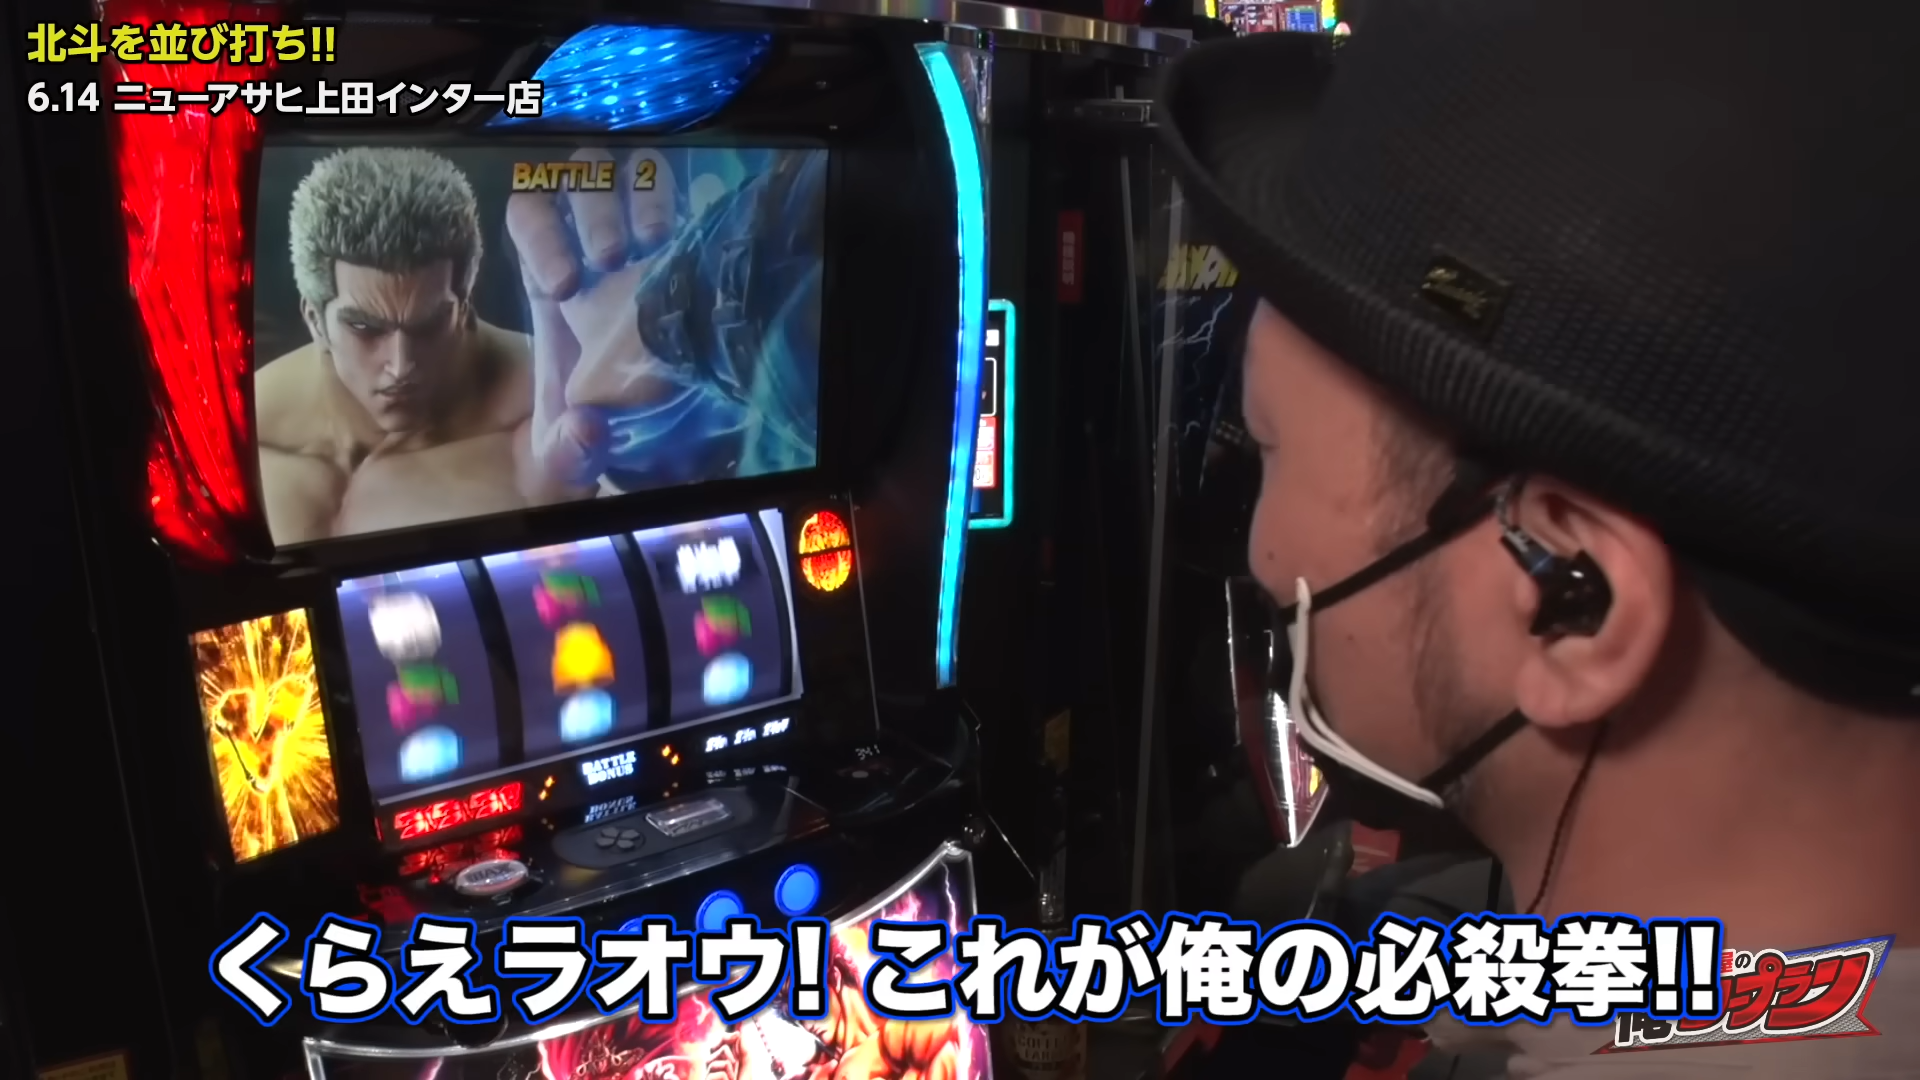 北斗を並び打ち!!
6.14 ニューアサヒ上田インター店
BATTLE 2
BATTLE
BONUS
341
MAX
くらえラオウ! これが俺の必殺拳!!